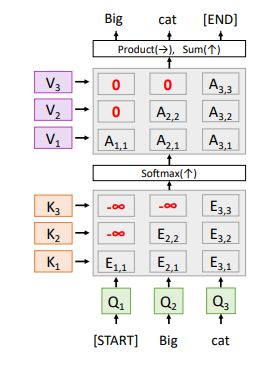 Big cat [END]
Product(→), Sum(↑)
V3 0 0 A3,3
V2 0 A2,2 A3,2
V1 A1,1 A2,1 A3,1
Softmax(↑)
K3 -∞ -∞ E3,3
K2 -∞ E2,2 E3,2
K1 E1,1 E2,1 E3,1
Q1 Q2 Q3
[START] Big cat